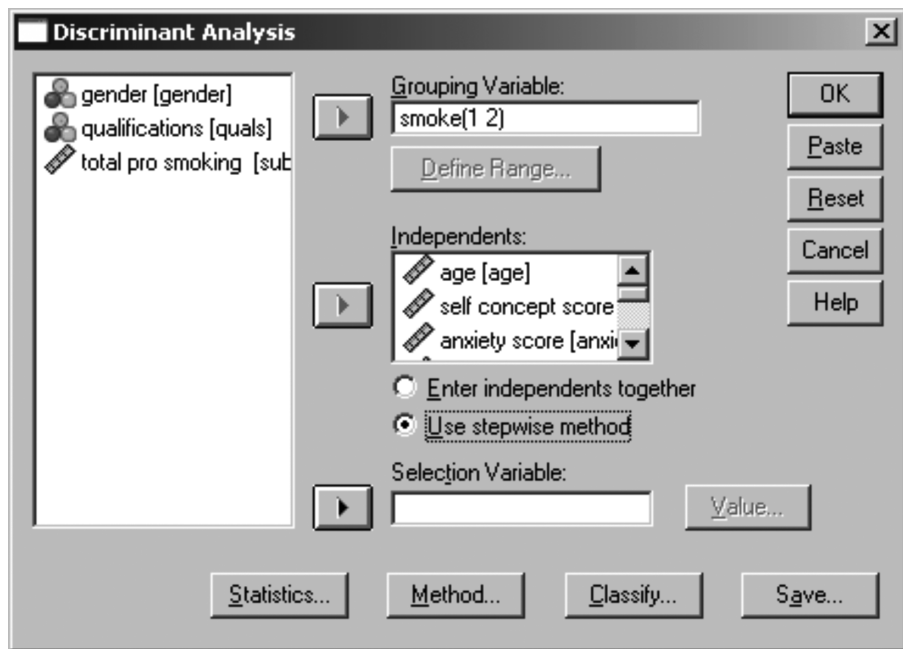 Discriminant Analysis
gender [gender]
qualifications [quals]
total pro smoking [sub
Grouping Variable:
smoke(1 2)
Define Range...
Independents:
age [age]
self concept score
anxiety score [anxi
Enter independents together
Use stepwise method
Selection Variable:
Value...
OK
Paste
Reset
Cancel
Help
Statistics...
Method...
Classify...
Save...